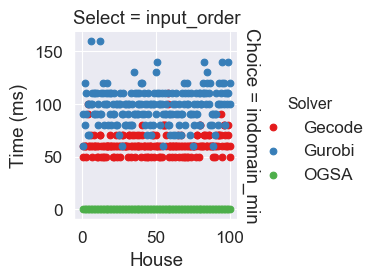 Select = input_order
150
100
50
0
Time (ms)
0
50
100
House
Choice = indomain_min
Solver
Gecode
Gurobi
OGSA